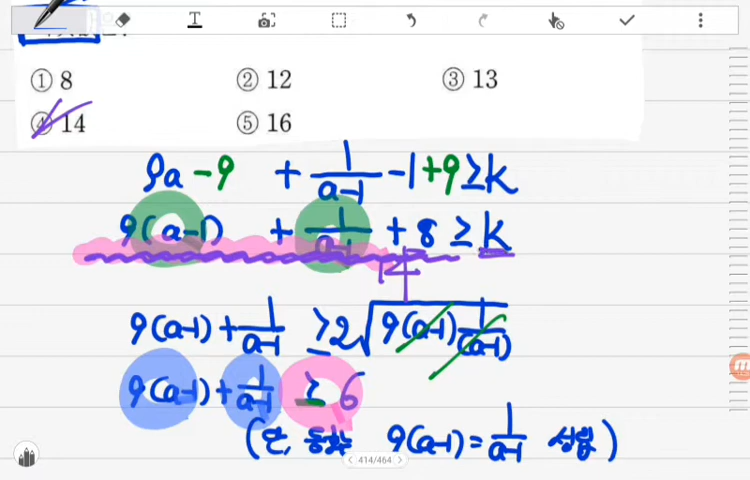 ① 8 ② 12 ③ 13
④ 14 ⑤ 16
9a - 9 + 1/(a-1) - 1 + 9 ≥ k
9(a-1) + 1/(a-1) + 8 ≥ k
14
9(a-1) + 1/(a-1) ≥ 2√(9(a-1) 1/(a-1))
9(a-1) + 1/(a-1) ≥ 6
(단, 등호는 9(a-1) = 1/(a-1) 성립)
414/464